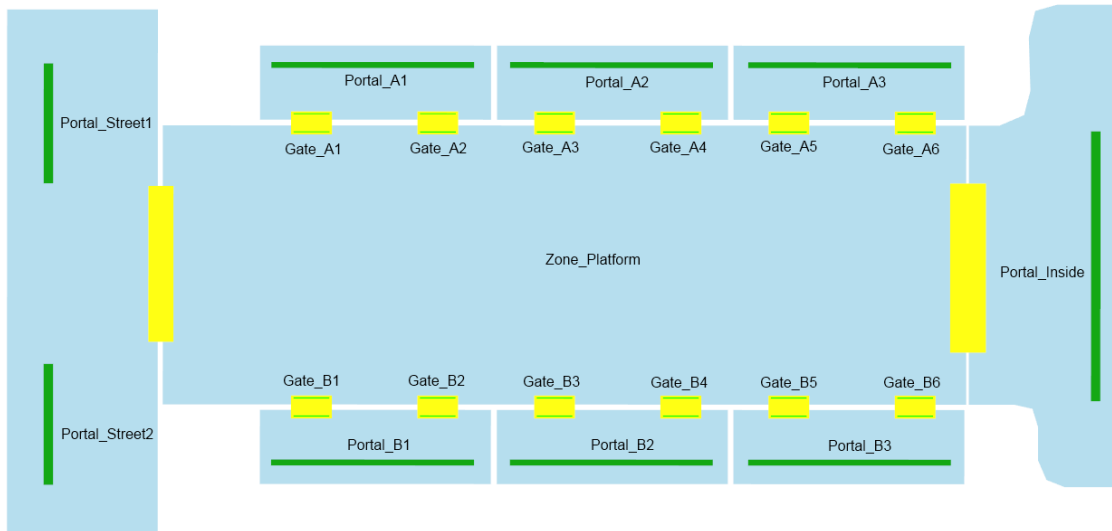 Portal_A1
Portal_A2
Portal_A3
Portal_Street1
Gate_A1
Gate_A2
Gate_A3
Gate_A4
Gate_A5
Gate_A6
Zone_Platform
Portal_Inside
Gate_B1
Gate_B2
Gate_B3
Gate_B4
Gate_B5
Gate_B6
Portal_Street2
Portal_B1
Portal_B2
Portal_B3